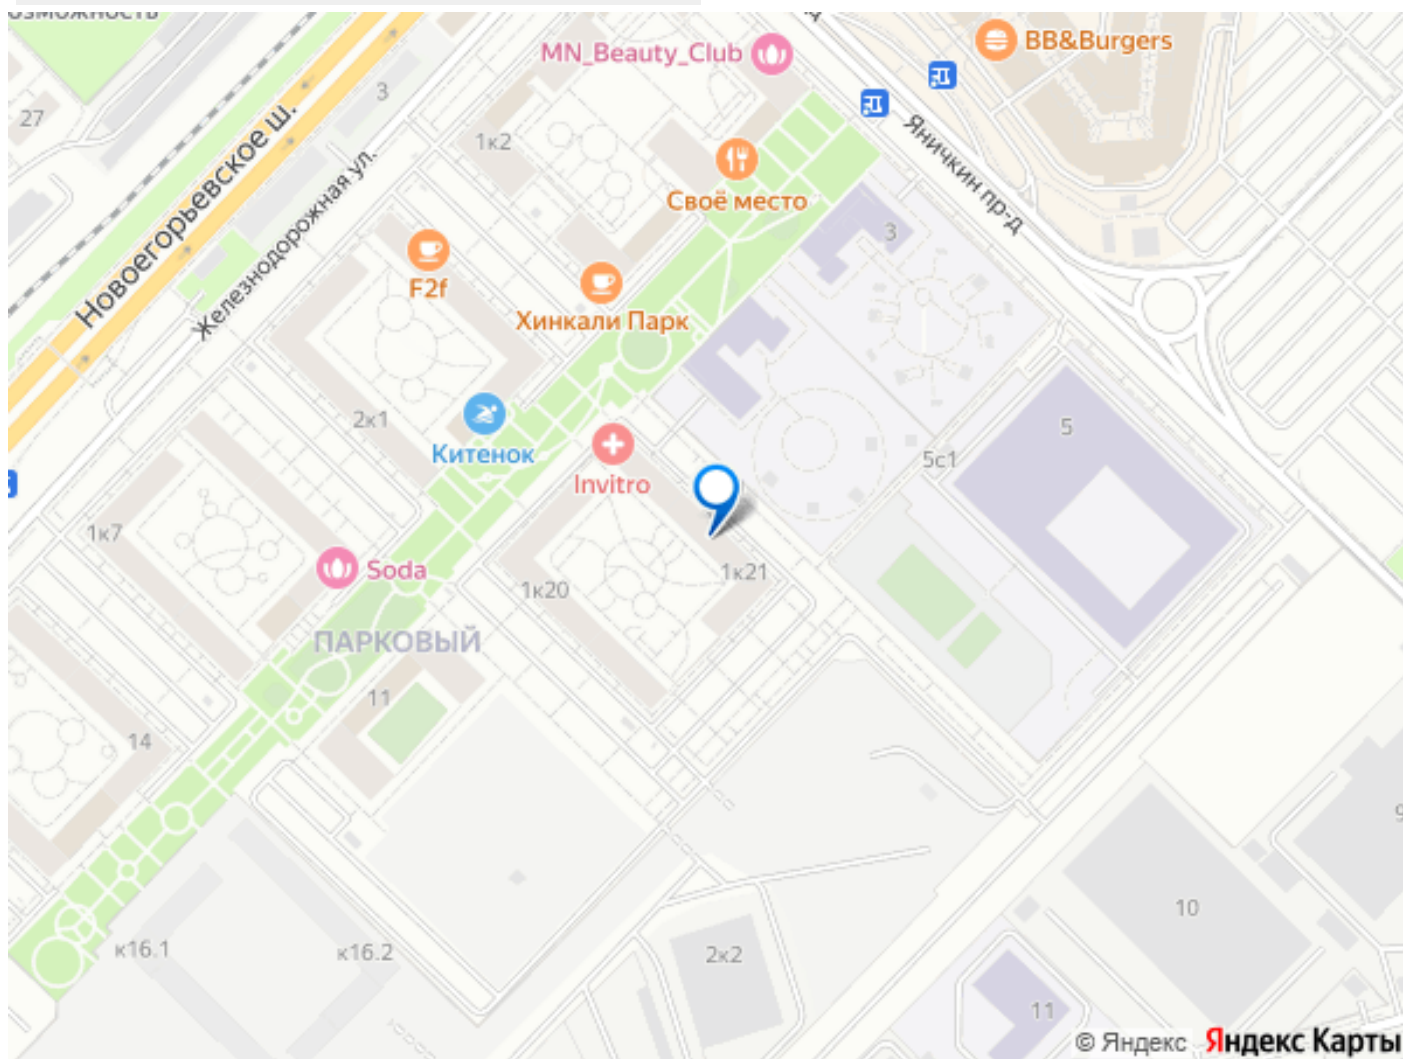 MN_Beauty_Club
BB&Burgers
27
3
1к2
Новоегорьевское ш.
Железнодорожная ул.
Яничкин пр-д
Своё место
3
F2f
Хинкали Парк
2к1
Китенок
5
5с1
Invitro
1к7
Soda
1к20
1к21
ПАРКОВЫЙ
11
14
10
к16.1
к16.2
2к2
11
© Яндекс Яндекс Карты